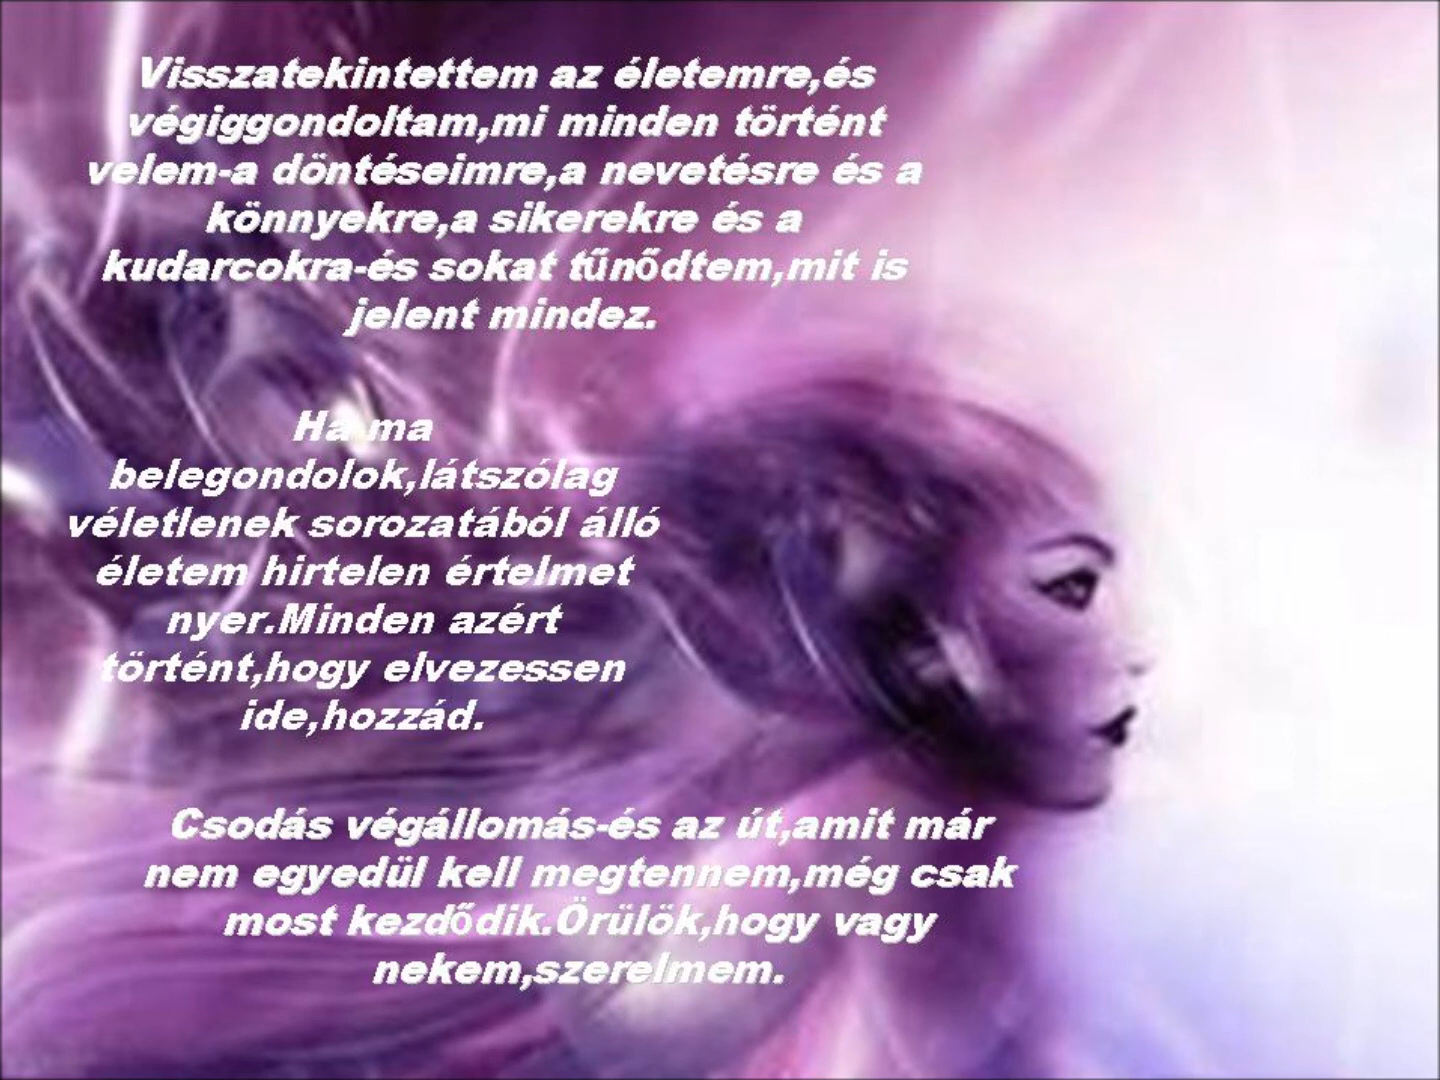 Visszatekintettem az életemre,és
végiggondoltam,mi minden történt
velem-a döntéseimre,a nevetésre és a
könnyekre,a sikerekre és a
kudarcokra-és sokat tűnődtem,mit is
jelent mindez.
Ha ma
belegondolok,látszólag
véletlenek sorozatából álló
életem hirtelen értelmet
nyer.Minden azért
történt,hogy elvezessen
ide,hozzád.
Csodás végállomás-és az út,amit már
nem egyedül kell megtennem,még csak
most kezdődik.Örülök,hogy vagy
nekem,szerelmem.